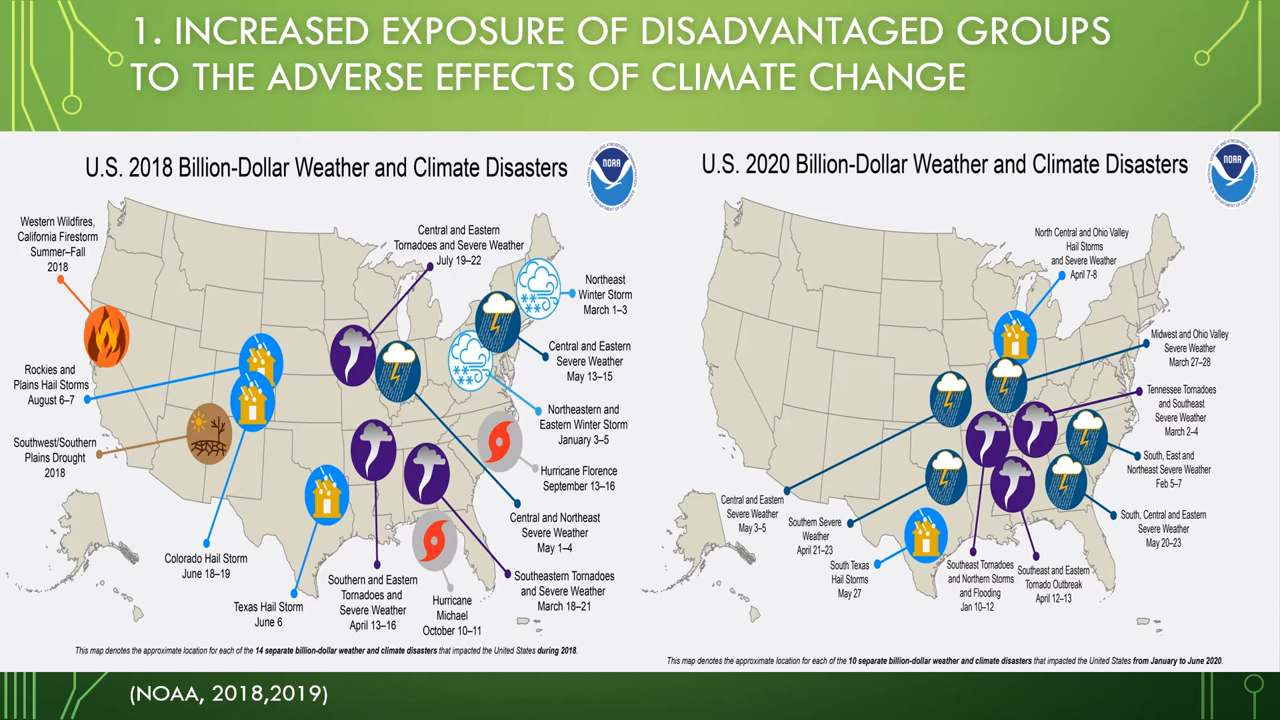 1. INCREASED EXPOSURE OF DISADVANTAGED GROUPS
TO THE ADVERSE EFFECTS OF CLIMATE CHANGE
U.S. 2018 Billion-Dollar Weather and Climate Disasters
NOAA
Western Wildfires,
California Firestorm
Summer–Fall
2018
Central and Eastern
Tornadoes and Severe Weather
July 19–22
Northeast
Winter Storm
March 1–3
Central and Eastern
Severe Weather
May 13–15
Rockies and
Plains Hail Storms
August 6–7
Northeastern and
Eastern Winter Storm
January 3–5
Southwest/Southern
Plains Drought
2018
Hurricane Florence
September 13–16
Central and Northeast
Severe Weather
May 1–4
Colorado Hail Storm
June 18–19
Texas Hail Storm
June 6
Southern and Eastern
Tornadoes and
Severe Weather
April 13–16
Hurricane
Michael
October 10–11
Southeastern Tornadoes
and Severe Weather
March 18–21
This map denotes the approximate location for each of the 14 separate billion-dollar weather and climate disasters that impacted the United States during 2018.
U.S. 2020 Billion-Dollar Weather and Climate Disasters
NOAA
North Central and Ohio Valley
Hail Storms
and Severe Weather
April 7-8
Midwest and Ohio Valley
Severe Weather
March 27–28
Tennessee Tornadoes
and Southeast
Severe Weather
March 2–4
South, East and
Northeast Severe Weather
Feb 5–7
Central and Eastern
Severe Weather
May 3–5
Southern Severe
Weather
April 21–23
South, Central and Eastern
Severe Weather
May 20–23
South Texas
Hail Storms
May 27
Southeast Tornadoes
and Northern Storms
and Flooding
Jan 10–12
Southeast and Eastern
Tornado Outbreak
April 12–13
This map denotes the approximate location for each of the 10 separate billion-dollar weather and climate disasters that impacted the United States from January to June 2020.
(NOAA, 2018,2019)